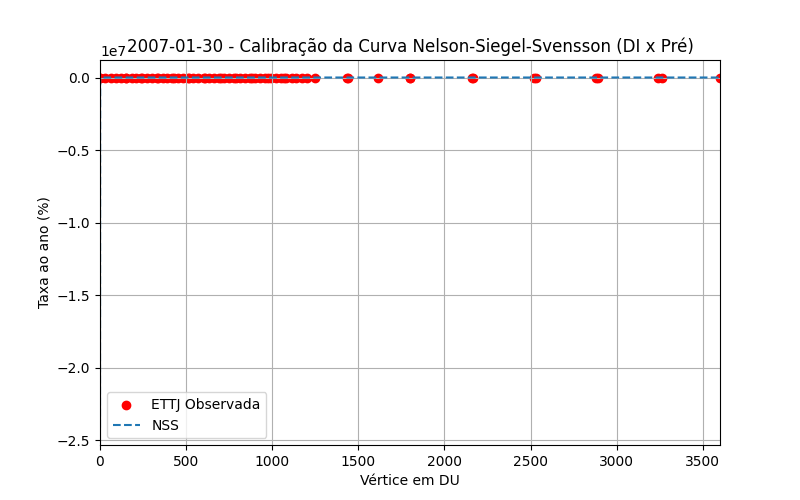 1e7
2007-01-30 - Calibração da Curva Nelson-Siegel-Svensson (DI x Pré)
0.0
−0.5
−1.0
−1.5
−2.0
−2.5
Taxa ao ano (%)
ETTJ Observada
NSS
0 500 1000 1500 2000 2500 3000 3500
Vértice em DU